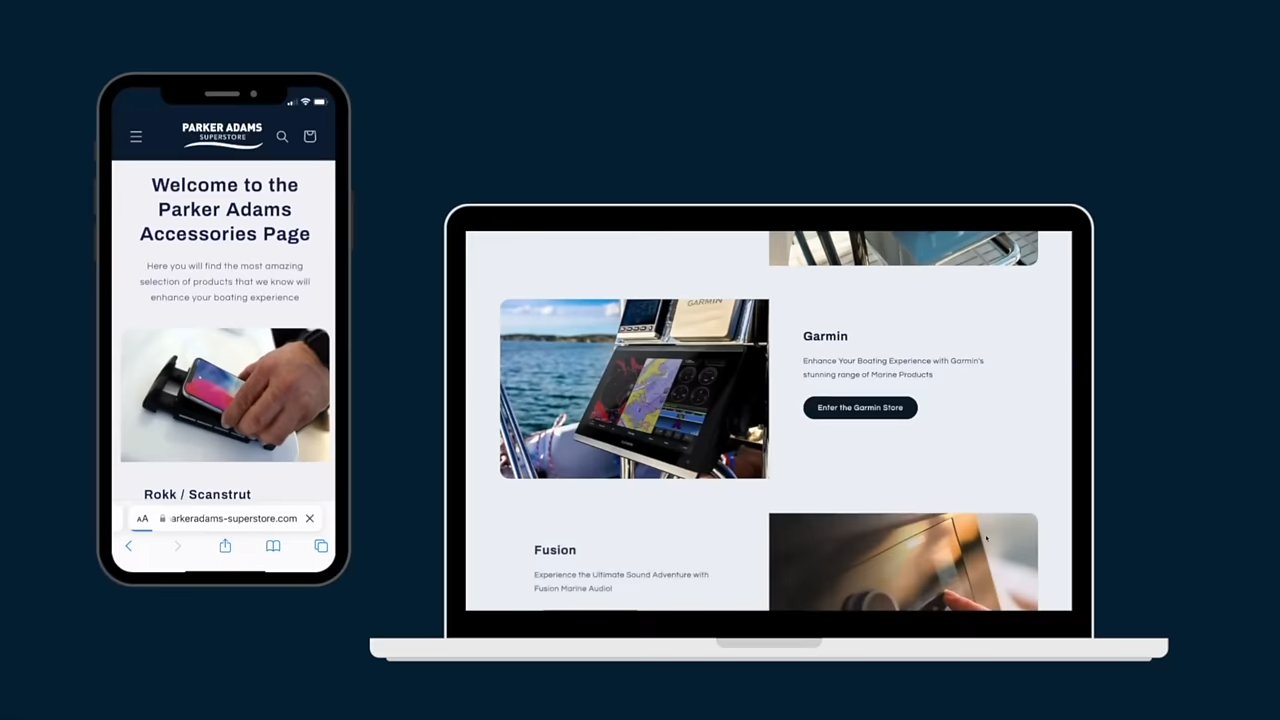 PARKER ADAMS
SUPERSTORE
Welcome to the
Parker Adams
Accessories Page
Here you will find the most amazing
selection of products that we know will
enhance your boating experience
Rokk / Scanstrut
AA
arkeradams-superstore.com
GARMIN
Garmin
Enhance Your Boating Experience with Garmin's
stunning range of Marine Products
Enter the Garmin Store
Fusion
Experience the Ultimate Sound Adventure with
Fusion Marine Audio!